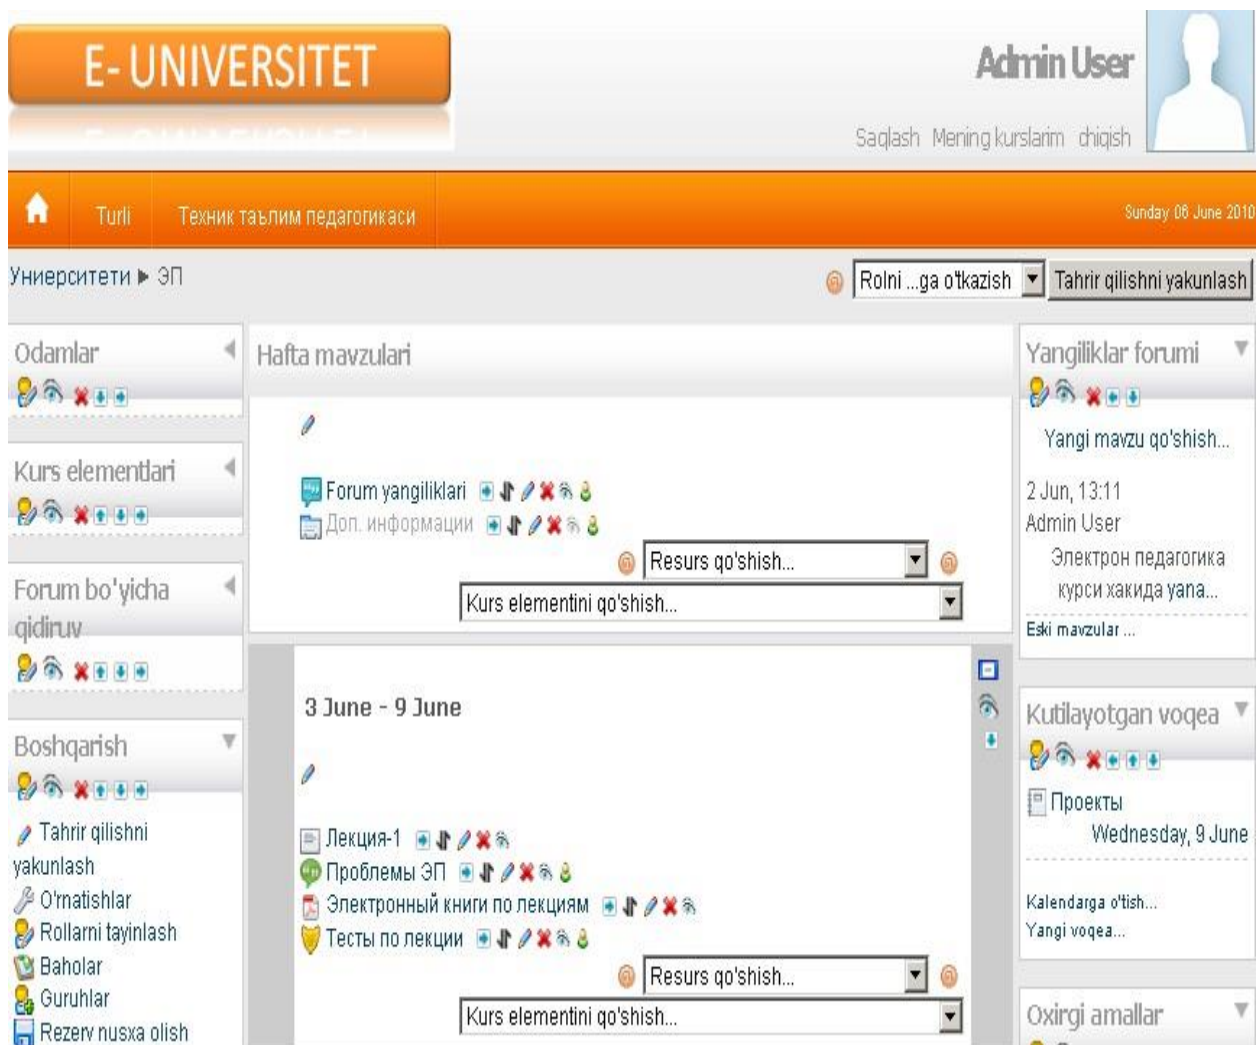 E- UNIVERSITET
Admin User
Saqlash Mening kurslarim chiqish
Turli Техник таълим педагогикаси Sunday 06 June 2010
Униерситети ► ЭП
Rolni ...ga o'tkazish Tahrir qilishni yakunlash
Odamlar
Kurs elementlari
Forum bo'yicha
qidiruv
Boshqarish
Tahrir qilishni
yakunlash
O'rnatishlar
Rollarni tayinlash
Baholar
Guruhlar
Rezerv nusxa olish
Hafta mavzulari
Forum yangiliklari
Доп. информации
Resurs qo'shish...
Kurs elementini qo'shish...
3 June - 9 June
Лекция-1
Проблемы ЭП
Электронный книги по лекциям
Тесты по лекции
Resurs qo'shish...
Kurs elementini qo'shish...
Yangiliklar forumi
Yangi mavzu qo'shish...
2 Jun, 13:11
Admin User
Электрон педагогика
курси хакида yana...
Eski mavzular ...
Kutilayotgan voqea
Проекты
Wednesday, 9 June
Kalendarga o'tish...
Yangi voqea...
Oxirgi amallar